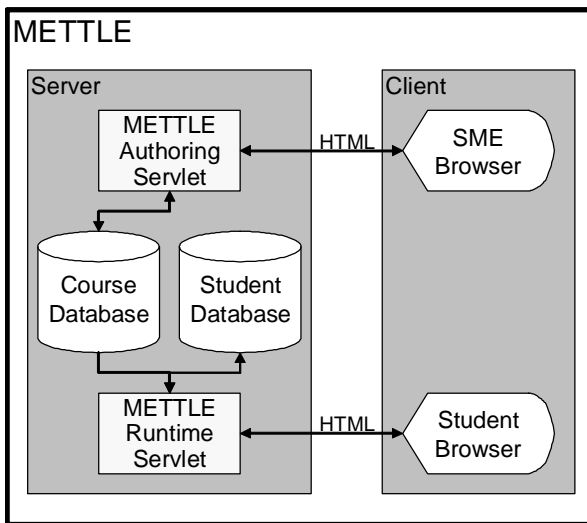 METTLE
Server
Client
METTLE
Authoring
Servlet
HTML
SME
Browser
Course
Database
Student
Database
METTLE
Runtime
Servlet
HTML
Student
Browser